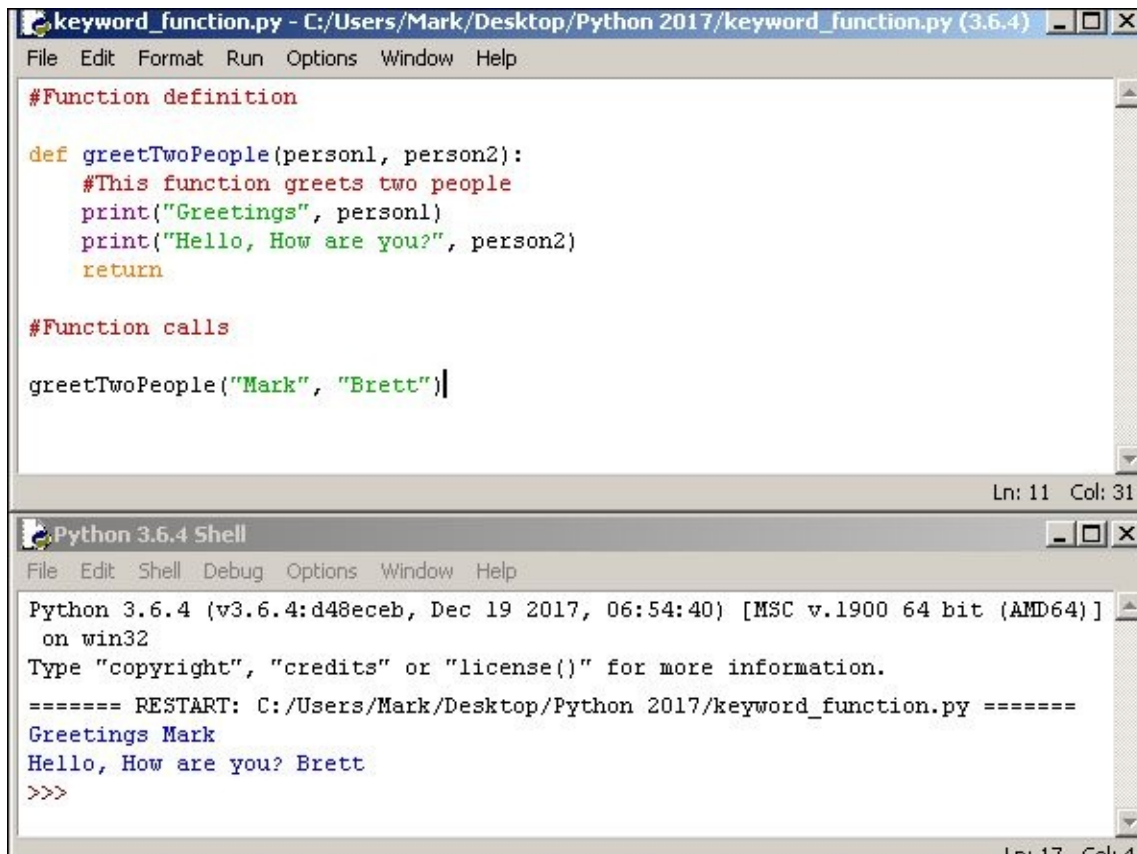 keyword_function.py - C:/Users/Mark/Desktop/Python 2017/keyword_function.py (3.6.4)
File Edit Format Run Options Window Help
#Function definition
def greetTwoPeople(person1, person2):
    #This function greets two people
    print("Greetings", person1)
    print("Hello, How are you?", person2)
    return
#Function calls
greetTwoPeople("Mark", "Brett")
Ln: 11 Col: 31
Python 3.6.4 Shell
File Edit Shell Debug Options Window Help
Python 3.6.4 (v3.6.4:d48eceb, Dec 19 2017, 06:54:40) [MSC v.1900 64 bit (AMD64)]
 on win32
Type "copyright", "credits" or "license()" for more information.
======= RESTART: C:/Users/Mark/Desktop/Python 2017/keyword_function.py =======
Greetings Mark
Hello, How are you? Brett
>>>
Ln: 17 Col: 4